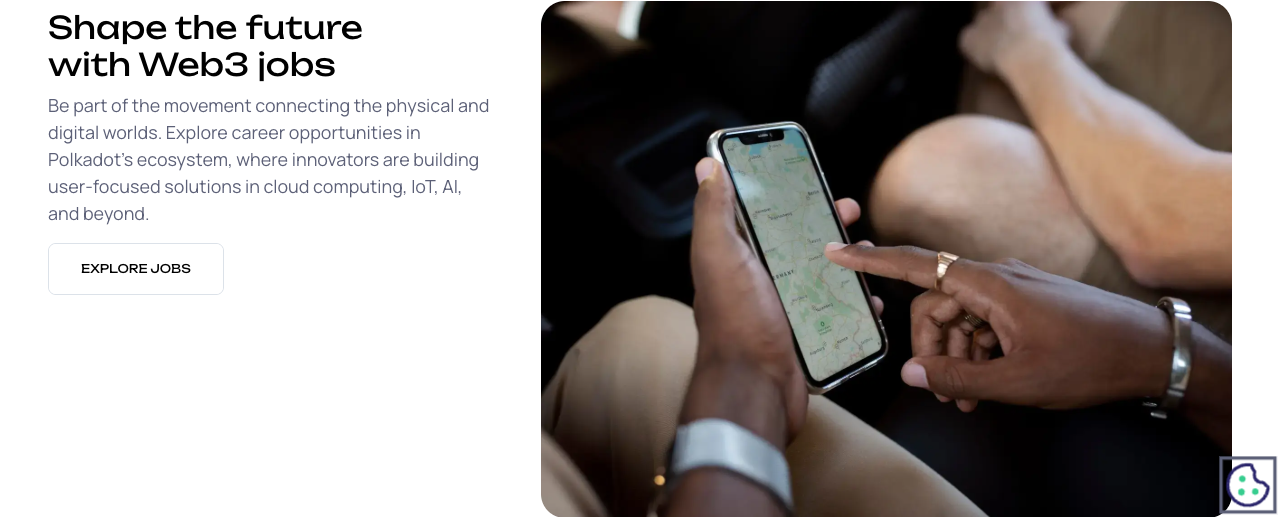 Shape the future
with Web3 jobs
Be part of the movement connecting the physical and
digital worlds. Explore career opportunities in
Polkadot's ecosystem, where innovators are building
user-focused solutions in cloud computing, IoT, AI,
and beyond.
EXPLORE JOBS